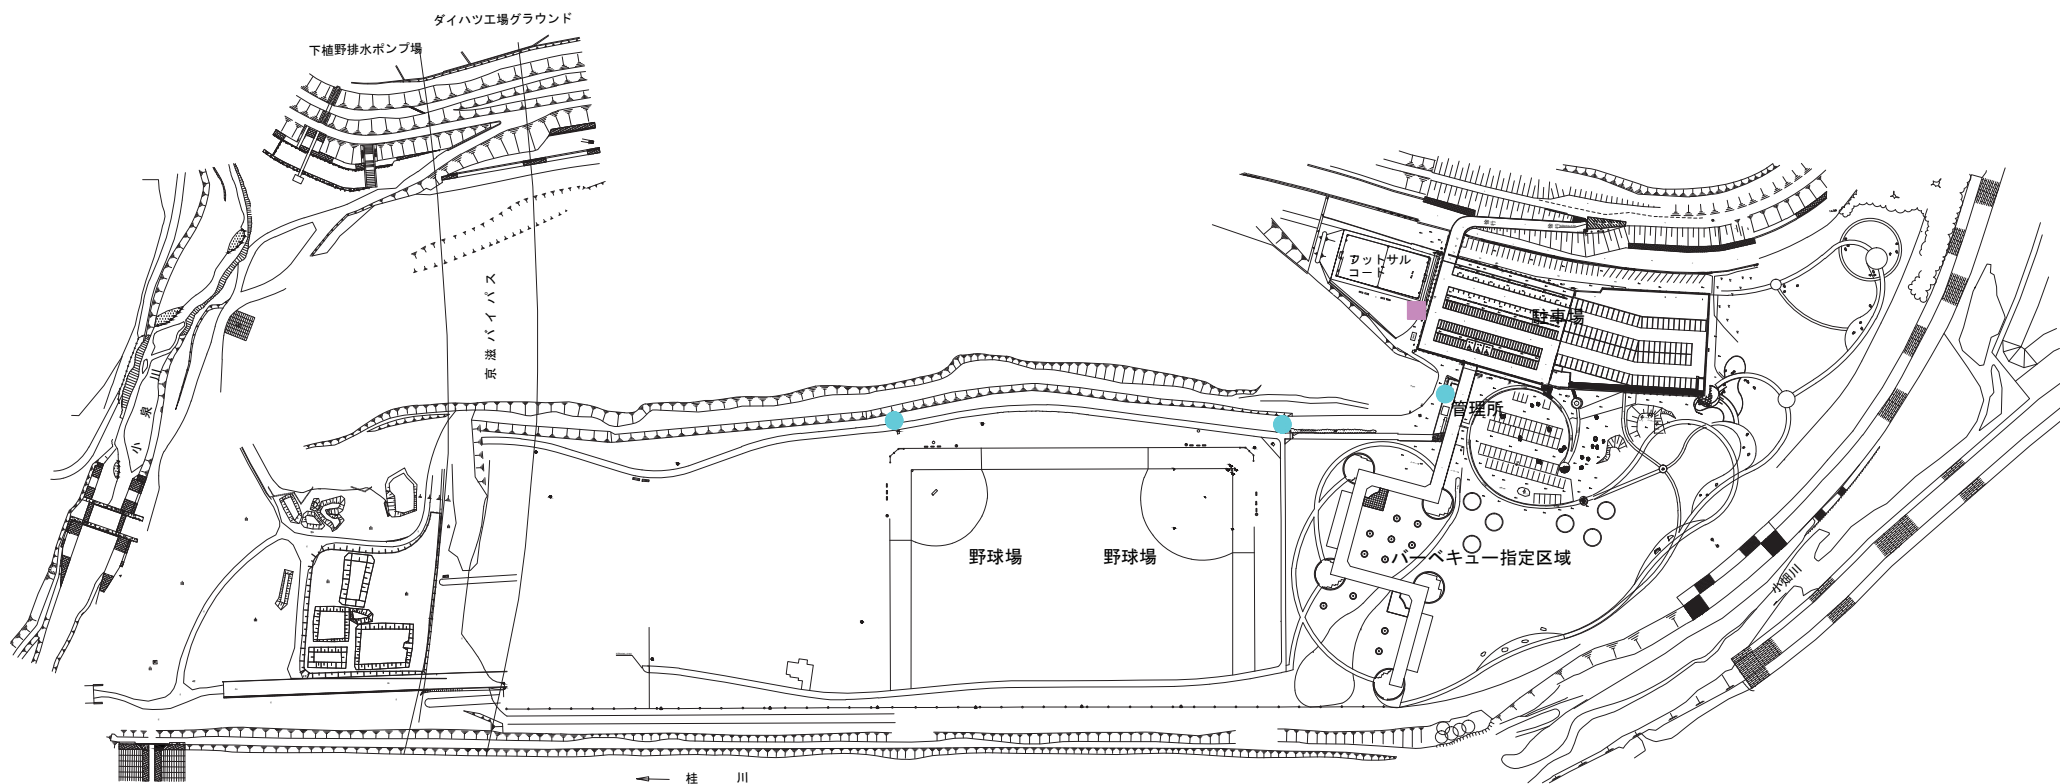 ダイハツ工場グラウンド
下植野排水ポンプ場
フットサル
コート
駐車場
京滋バイパス
小泉川
管理所
野球場
野球場
バーベキュー指定区域
小畑川
← 桂川